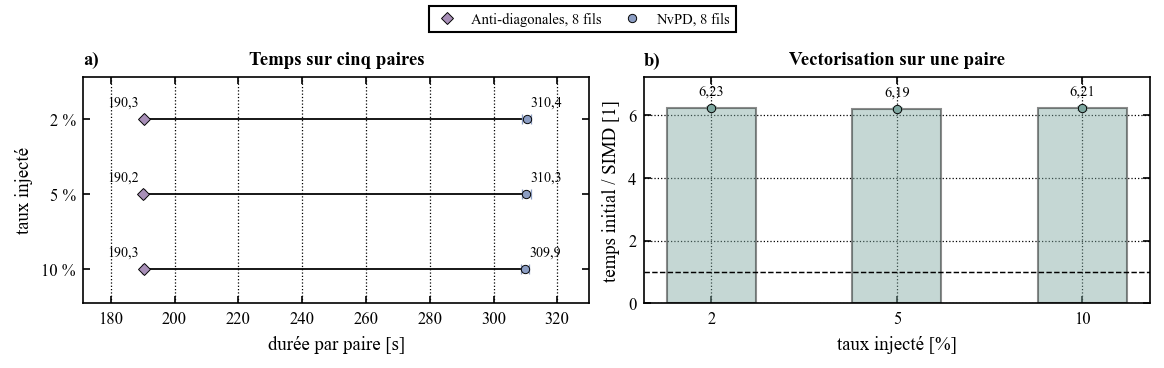 Anti-diagonales, 8 fils
NvPD, 8 fils
a)
Temps sur cinq paires
taux injecté
2 %
5 %
10 %
190,3
310,4
190,2
310,3
190,3
309,9
180
200
220
240
260
280
300
320
durée par paire [s]
b)
Vectorisation sur une paire
temps initial / SIMD [1]
6
4
2
0
6,23
6,19
6,21
2
5
10
taux injecté [%]